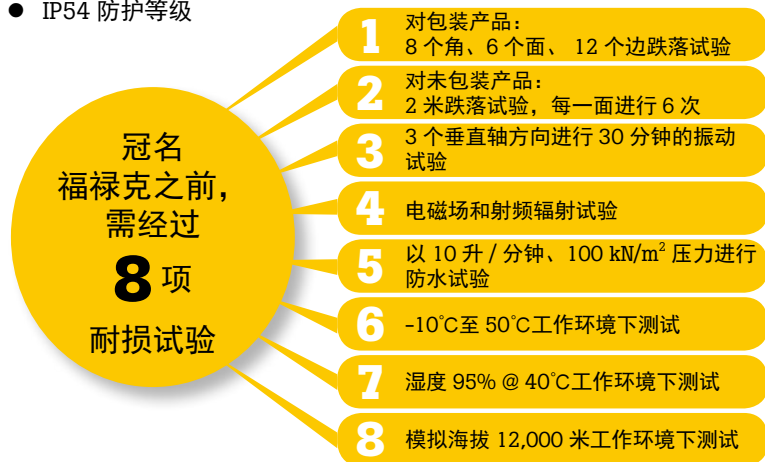 ● IP54 防护等级
冠名
福禄克之前，
需经过
8 项
耐损试验
1 对包装产品：
8 个角、6 个面、 12 个边跌落试验
2 对未包装产品：
2 米跌落试验，每一面进行 6 次
3 3 个垂直轴方向进行 30 分钟的振动
试验
4 电磁场和射频辐射试验
5 以 10 升 / 分钟、100 kN/m² 压力进行
防水试验
6 -10°C至 50°C工作环境下测试
7 湿度 95% @ 40°C工作环境下测试
8 模拟海拔 12,000 米工作环境下测试